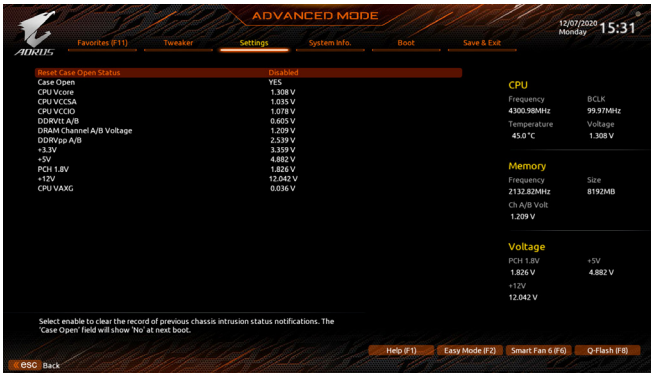 ADVANCED MODE
12/07/2020 15:31
Monday
AORUS
Favorites (F11) Tweaker Settings System Info. Boot Save & Exit
Reset Case Open Status Disabled
Case Open YES
CPU Vcore 1.308 V
CPU VCCSA 1.035 V
CPU VCCIO 1.078 V
DDRVtt A/B 0.605 V
DRAM Channel A/B Voltage 1.209 V
DDRVpp A/B 2.539 V
+3.3V 3.359 V
+5V 4.882 V
PCH 1.8V 1.826 V
+12V 12.042 V
CPU VAXG 0.036 V
CPU
Frequency BCLK
4300.98MHz 99.97MHz
Temperature Voltage
45.0 °C 1.308 V
Memory
Frequency Size
2132.82MHz 8192MB
Ch A/B Volt
1.209 V
Voltage
PCH 1.8V +5V
1.826 V 4.882 V
+12V
12.042 V
Select enable to clear the record of previous chassis intrusion status notifications. The
'Case Open' field will show 'No' at next boot.
Help (F1) Easy Mode (F2) Smart Fan 6 (F6) Q-Flash (F8)
esc Back